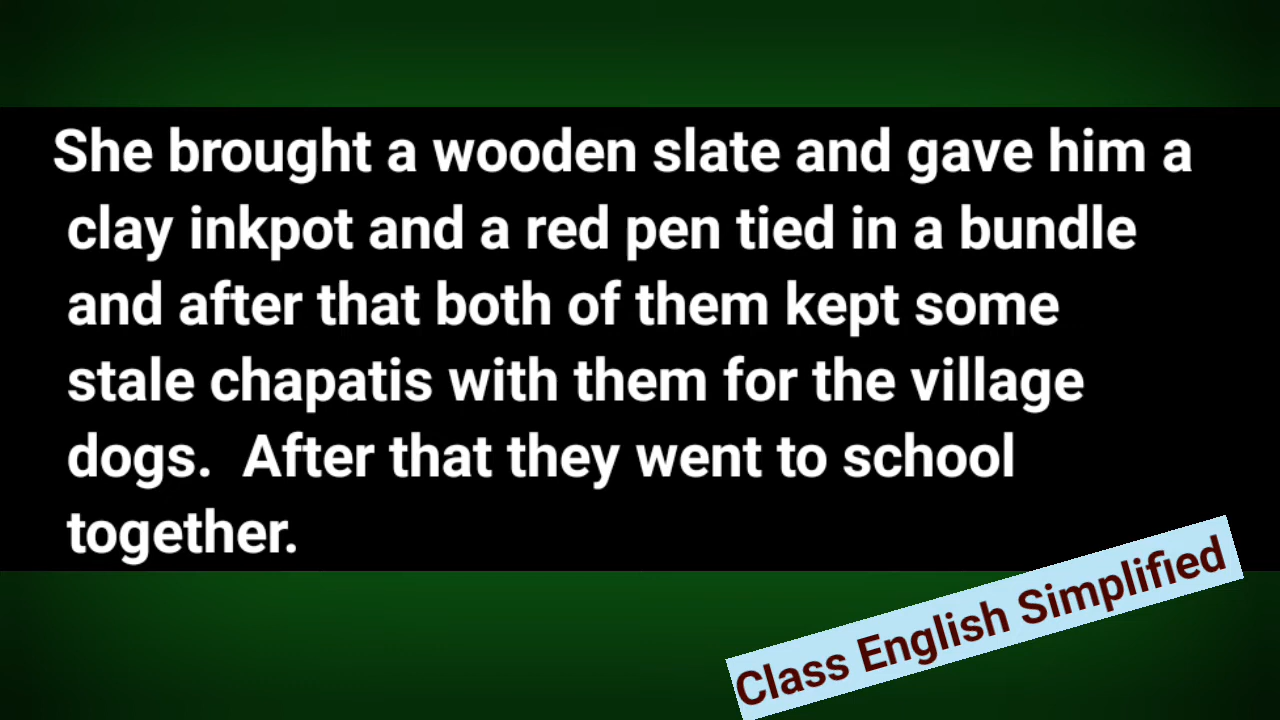 She brought a wooden slate and gave him a
clay inkpot and a red pen tied in a bundle
and after that both of them kept some
stale chapatis with them for the village
dogs.  After that they went to school
together.
Class English Simplified